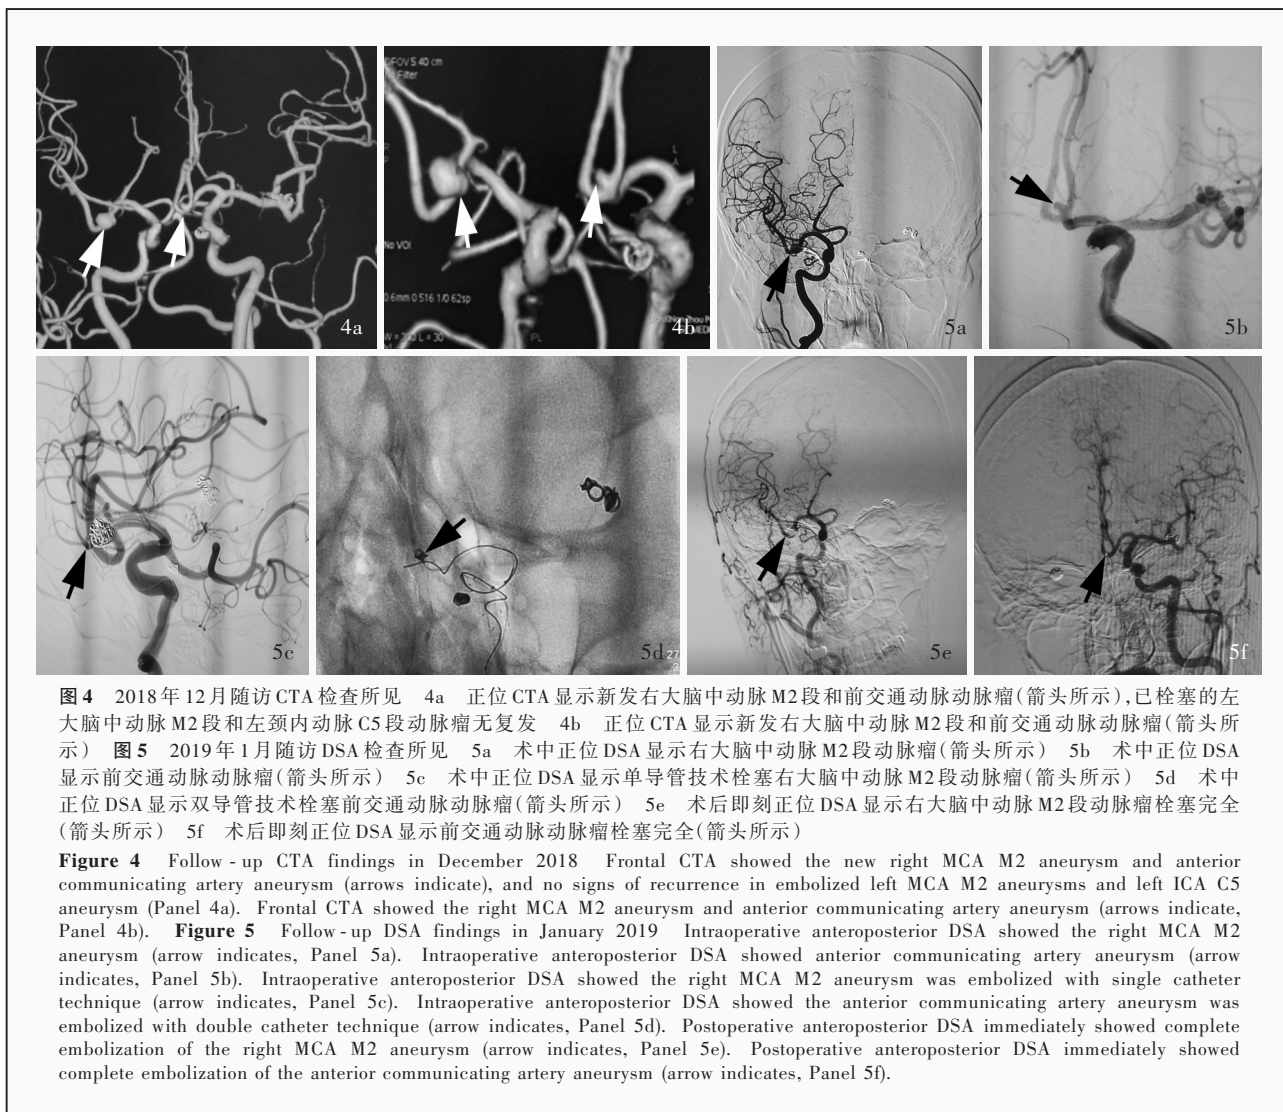 DFOV 5.40 cm
Filter
No VOI
0.6mm 0.516:1/0.62sp
L = 30
IPL
4a
4b
5a
5b
5c
5d
5e
5f
图4 2018年12月随访CTA检查所见 4a 正位CTA显示新发右大脑中动脉M2段和前交通动脉动脉瘤(箭头所示),已栓塞的左
大脑中动脉M2段和左颈内动脉C5段动脉瘤无复发 4b 正位CTA显示新发右大脑中动脉M2段和前交通动脉动脉瘤(箭头所
示) 图5 2019年1月随访DSA检查所见 5a 术中正位DSA显示右大脑中动脉M2段动脉瘤(箭头所示) 5b 术中正位DSA
显示前交通动脉动脉瘤(箭头所示) 5c 术中正位DSA显示单导管技术栓塞右大脑中动脉M2段动脉瘤(箭头所示) 5d 术中
正位DSA显示双导管技术栓塞前交通动脉动脉瘤(箭头所示) 5e 术后即刻正位DSA显示右大脑中动脉M2段动脉瘤栓塞完全
(箭头所示) 5f 术后即刻正位DSA显示前交通动脉动脉瘤栓塞完全(箭头所示)
Figure 4 Follow-up CTA findings in December 2018 Frontal CTA showed the new right MCA M2 aneurysm and anterior
communicating artery aneurysm (arrows indicate), and no signs of recurrence in embolized left MCA M2 aneurysms and left ICA C5
aneurysm (Panel 4a). Frontal CTA showed the right MCA M2 aneurysm and anterior communicating artery aneurysm (arrows indicate,
Panel 4b). Figure 5 Follow-up DSA findings in January 2019 Intraoperative anteroposterior DSA showed the right MCA M2
aneurysm (arrow indicates, Panel 5a). Intraoperative anteroposterior DSA showed anterior communicating artery aneurysm (arrow
indicates, Panel 5b). Intraoperative anteroposterior DSA showed the right MCA M2 aneurysm was embolized with single catheter
technique (arrow indicates, Panel 5c). Intraoperative anteroposterior DSA showed the anterior communicating artery aneurysm was
embolized with double catheter technique (arrow indicates, Panel 5d). Postoperative anteroposterior DSA immediately showed complete
embolization of the right MCA M2 aneurysm (arrow indicates, Panel 5e). Postoperative anteroposterior DSA immediately showed
complete embolization of the anterior communicating artery aneurysm (arrow indicates, Panel 5f).